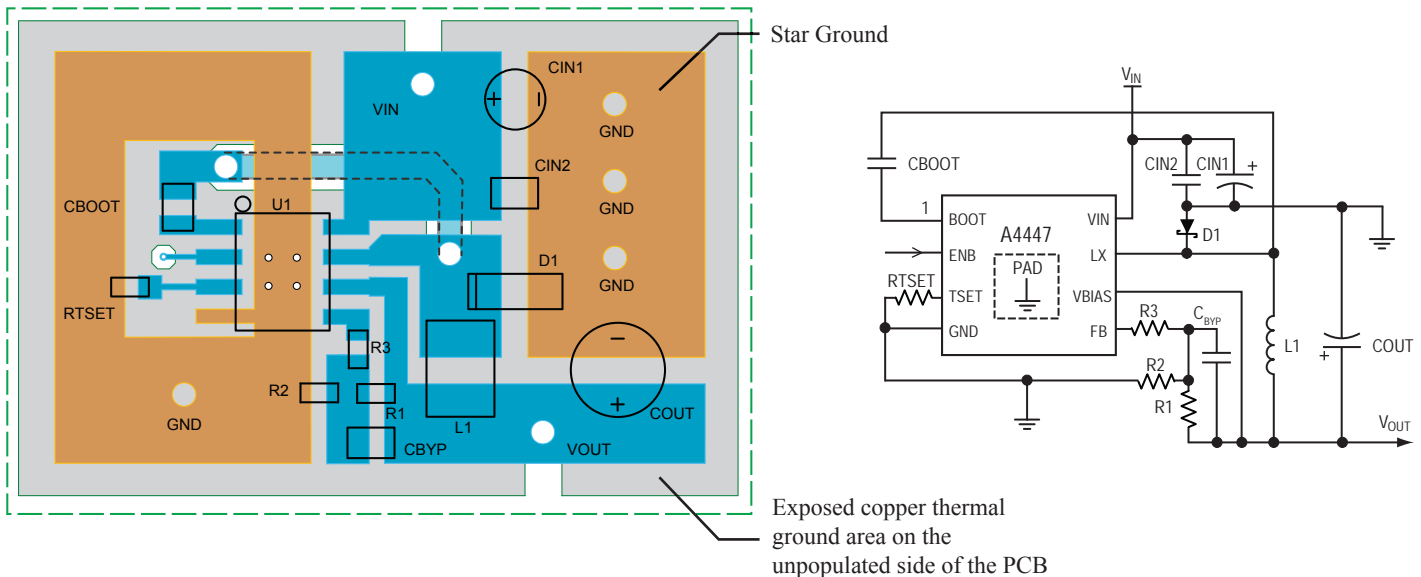 Star Ground
CIN1
VIN
GND
CIN2
GND
CBOOT
U1
D1
GND
RTSET
R3
R2
R1
L1
COUT
GND
CBYP
VOUT
Exposed copper thermal
ground area on the
unpopulated side of the PCB
VIN
CBOOT
CIN2
CIN1
+
1
BOOT
VIN
A4447
D1
ENB
PAD
LX
RTSET
TSET
VBIAS
R3
CBYP
GND
FB
L1
+
COUT
R2
R1
VOUT